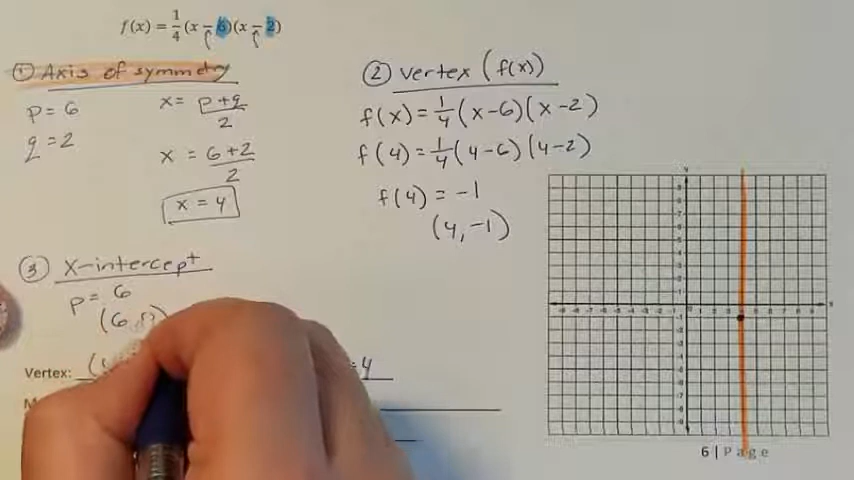 f(x) = 1/4 (x − 6)(x − 2)
① Axis of symmetry
p = 6
q = 2
x = p+q/2
x = 6+2/2
x = 4
② vertex (f(x))
f(x) = 1/4 (x−6)(x−2)
f(4) = 1/4 (4−6)(4−2)
f(4) = −1
(4, −1)
③ x-intercept
p = 6
(6,
Vertex: (
4
y
x
6 | Page